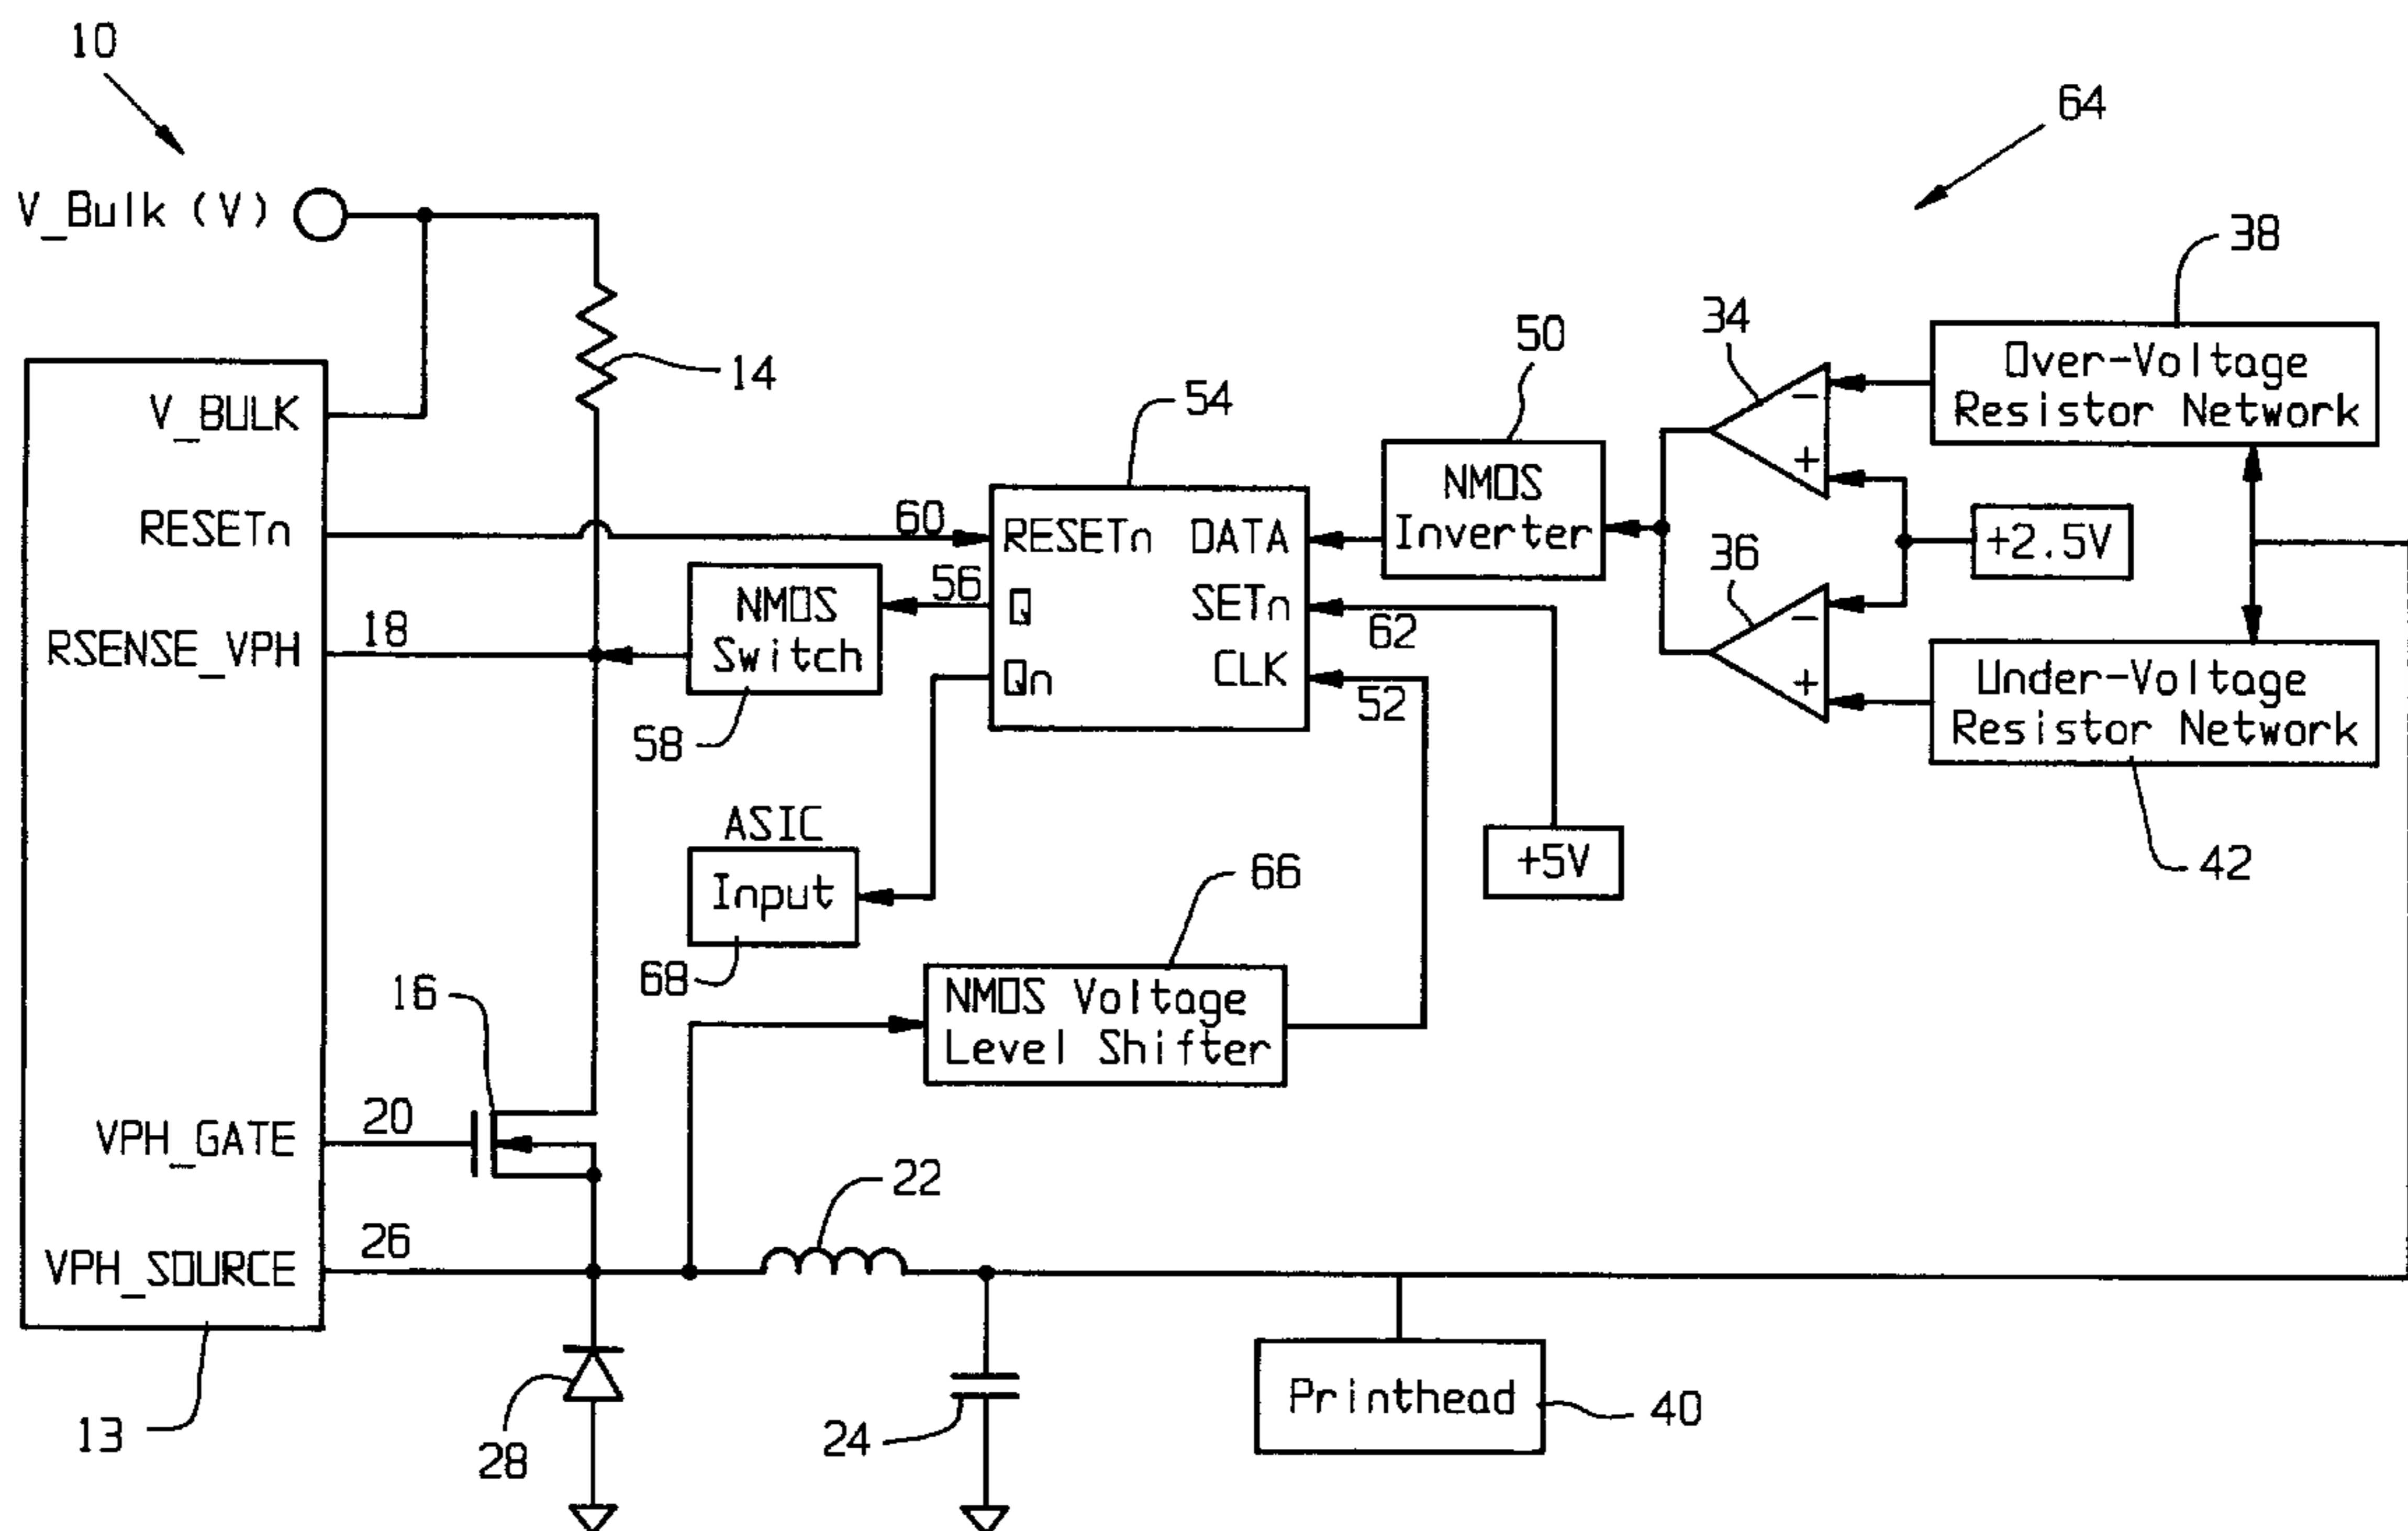 10
64
V_Bulk (V)
38
34
Over-Voltage
Resistor Network
50
14
54
V_BULK
NMOS
Inverter
-
+
RESETn
60
RESETn
DATA
+2.5V
36
56
NMOS
Switch
Q
SETn
62
-
+
RSENSE_VPH
18
Qn
CLK
52
Under-Voltage
Resistor Network
58
ASIC
Input
68
66
+5V
42
16
NMOS Voltage
Level Shifter
VPH_GATE
20
22
VPH_SOURCE
26
13
28
24
Printhead
40